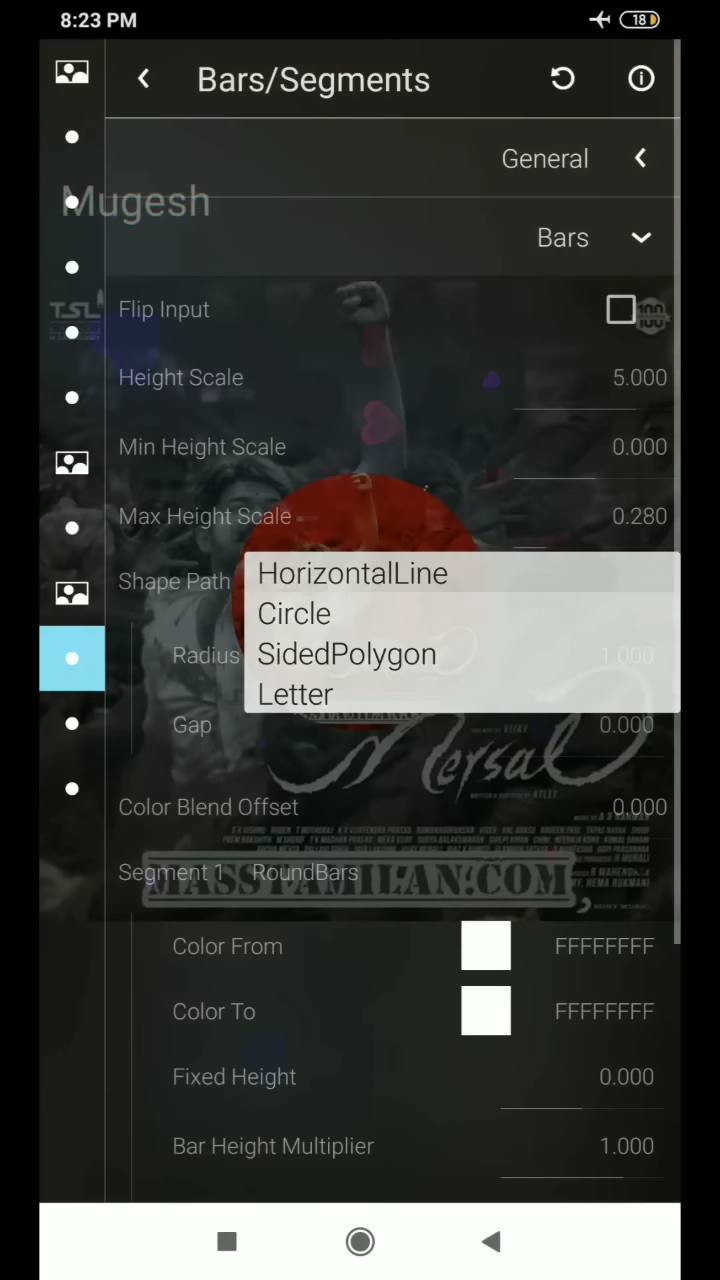 8:23 PM
18
Bars/Segments
General
Mugesh
Bars
TSL
Flip Input
100
Height Scale 5.000
Min Height Scale 0.000
Max Height Scale 0.280
Shape Path
HorizontalLine
Circle
SidedPolygon
Letter
Radius 1.000
Gap 0.000
Mersal
Color Blend Offset 0.000
Segment 1 RoundBars
MASSTAMILAN.COM
Color From FFFFFFFF
Color To FFFFFFFF
Fixed Height 0.000
Bar Height Multiplier 1.000